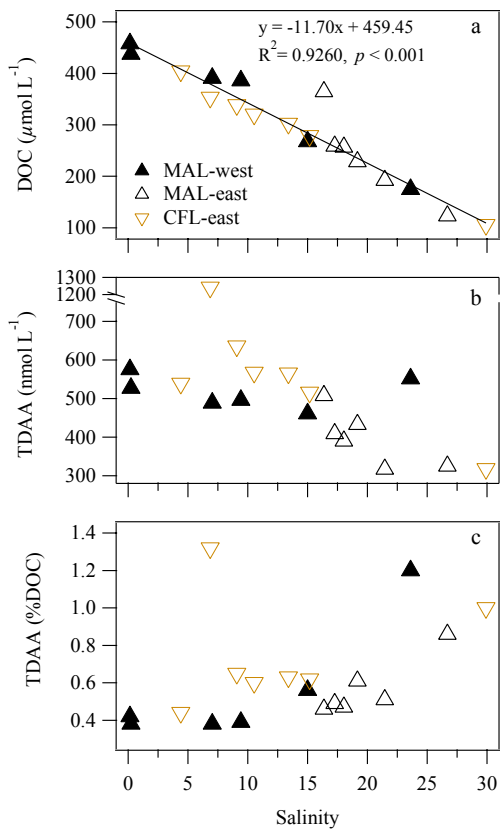 y = -11.70x + 459.45
a
R²= 0.9260, p < 0.001
500
400
300
200
100
DOC (µmol L⁻¹)
MAL-west
MAL-east
CFL-east
1300
1200
b
700
600
500
400
300
TDAA (nmol L⁻¹)
1.4
c
1.2
1.0
0.8
0.6
0.4
TDAA (%DOC)
0 5 10 15 20 25 30
Salinity